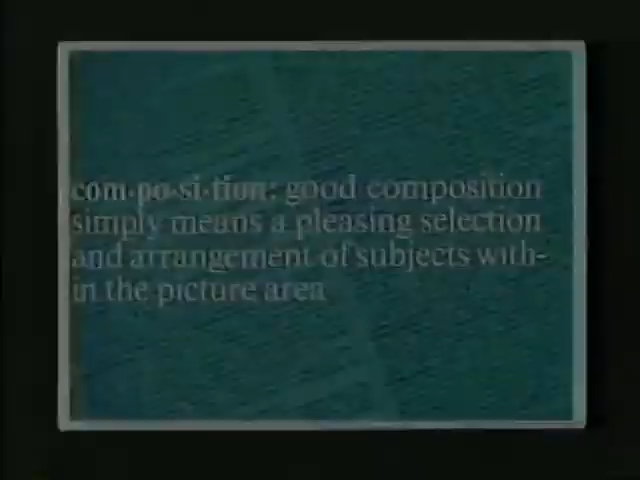 com·po·si·tion: good composition
simply means a pleasing selection
and arrangement of subjects with-
in the picture area